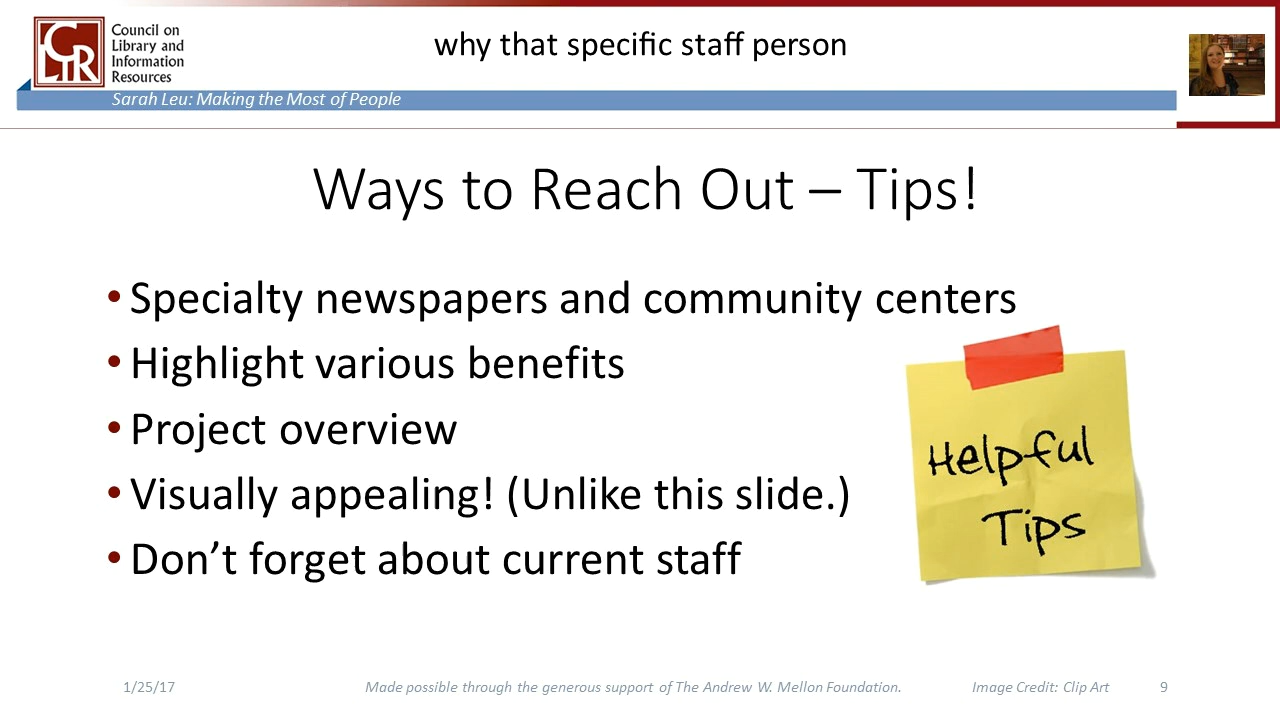 CLIR
Council on
Library and
Information
Resources
why that specific staff person
Sarah Leu: Making the Most of People
Ways to Reach Out – Tips!
• Specialty newspapers and community centers
• Highlight various benefits
• Project overview
• Visually appealing! (Unlike this slide.)
• Don’t forget about current staff
Helpful
Tips
1/25/17
Made possible through the generous support of The Andrew W. Mellon Foundation.
Image Credit: Clip Art
9